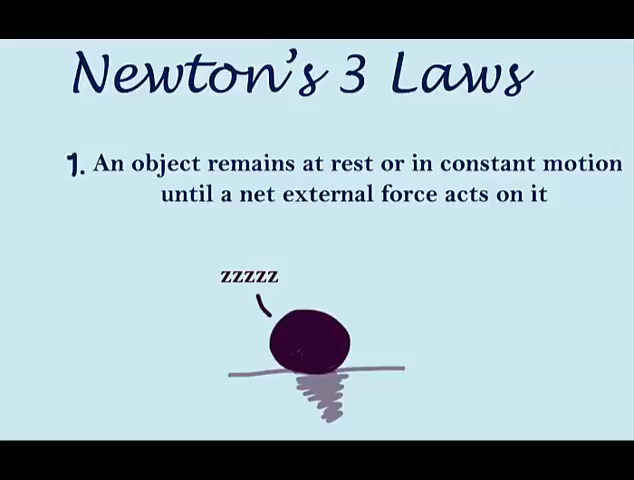 Newton's 3 Laws
1. An object remains at rest or in constant motion
until a net external force acts on it
zzzzz